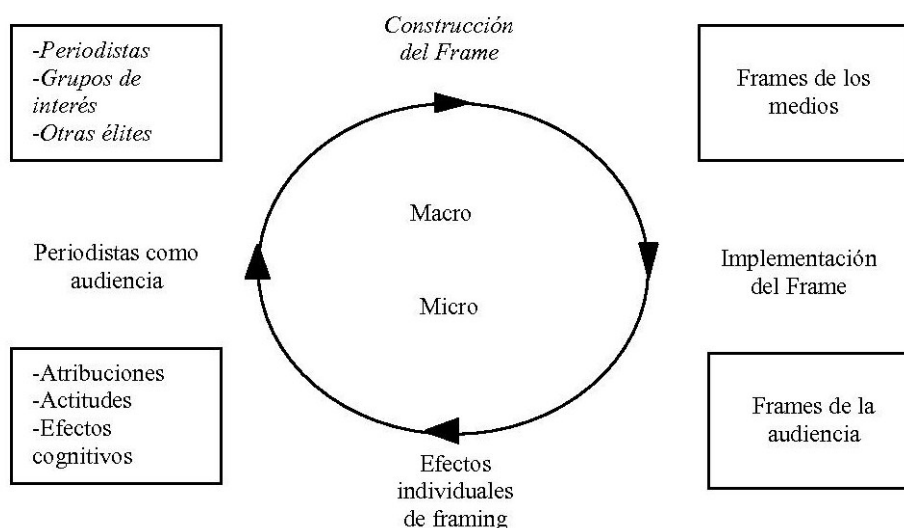 Construcción
del Frame
-Periodistas
-Grupos de
interés
-Otras élites
Frames de los
medios
Macro
Periodistas como
audiencia
Implementación
del Frame
Micro
-Atribuciones
-Actitudes
-Efectos
cognitivos
Frames de la
audiencia
Efectos
individuales
de framing